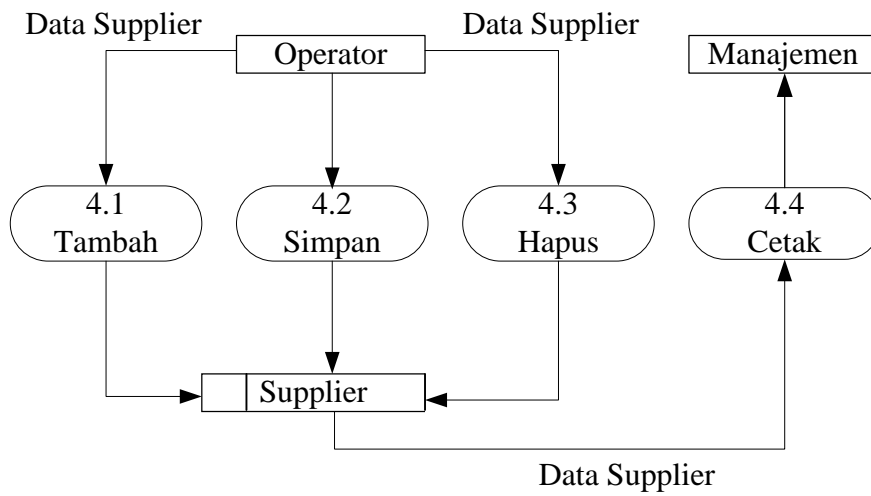 Data Supplier
Data Supplier
Operator
Manajemen
4.1
Tambah
4.2
Simpan
4.3
Hapus
4.4
Cetak
Supplier
Data Supplier